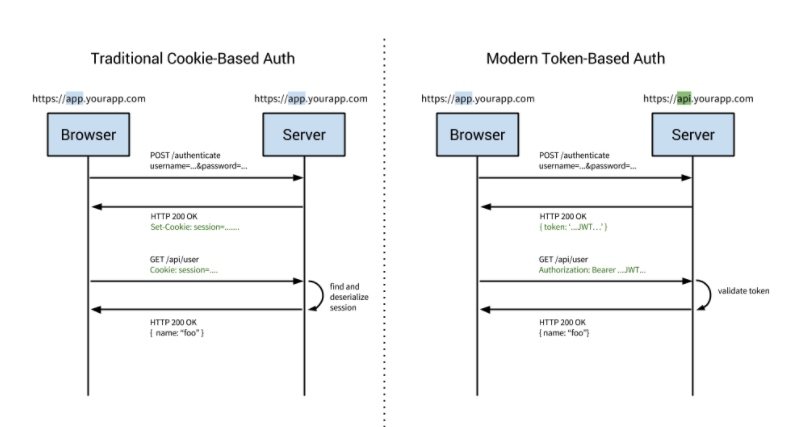 Traditional Cookie-Based Auth
https://app.yourapp.com
https://app.yourapp.com
Browser
Server
POST /authenticate
username=...&password=...
HTTP 200 OK
Set-Cookie: session=.......
GET /api/user
Cookie: session=....
find and
deserialize
session
HTTP 200 OK
{ name: “foo” }
Modern Token-Based Auth
https://app.yourapp.com
https://api.yourapp.com
Browser
Server
POST /authenticate
username=...&password=...
HTTP 200 OK
{ token: ‘...JWT...’ }
GET /api/user
Authorization: Bearer ...JWT...
validate token
HTTP 200 OK
{ name: “foo”}